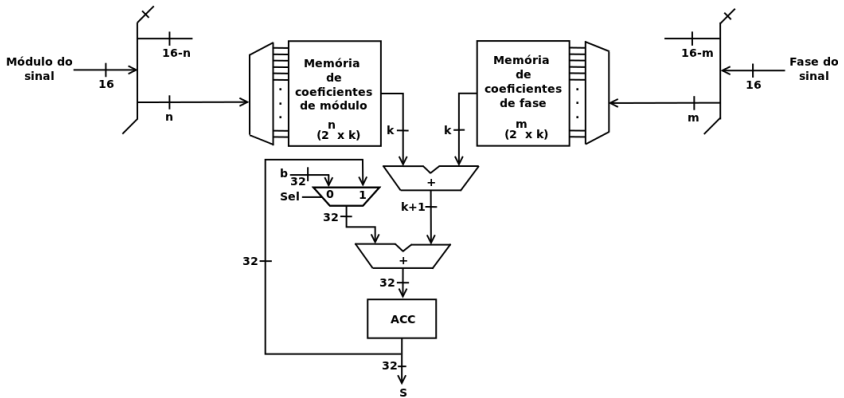 Módulo do
sinal
16
16-n
n
Memória
de
coeficientes
de módulo
n
(2 x k)
Memória
de
coeficientes
de fase
m
(2 x k)
16-m
m
16
Fase do
sinal
k
k
+
k+1
b
32
Sel
0 1
32
32
+
32
ACC
32
S